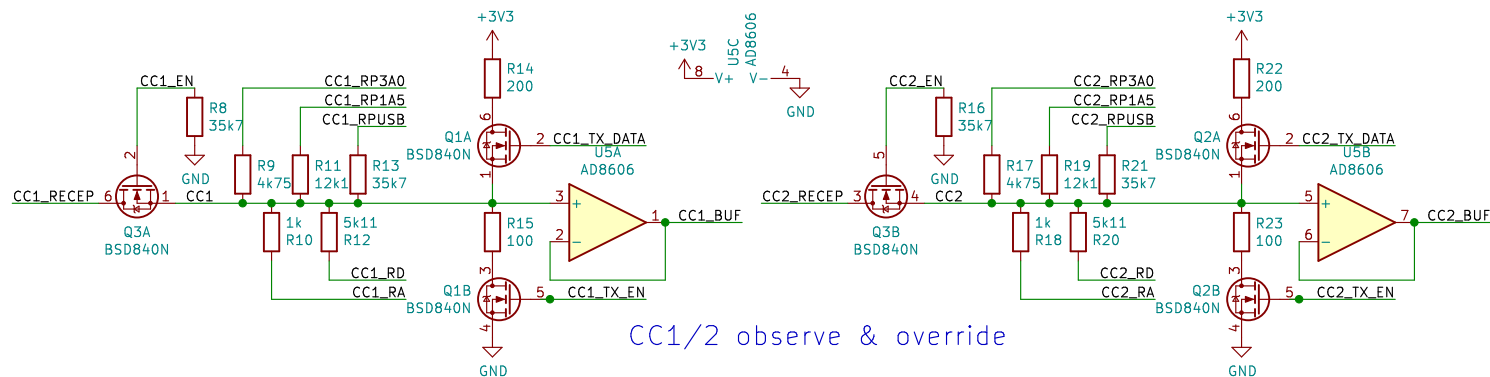 +3V3
R14
200
CC1_EN
R8
35k7
GND
CC1_RP3A0
CC1_RP1A5
CC1_RPUSB
R9
4k75
R11
12k1
R13
35k7
6
Q1A
BSD840N
1
2
CC1_TX_DATA
U5A
AD8606
2
CC1_RECEP
6
1
CC1
Q3A
BSD840N
1k
R10
5k11
R12
CC1_RD
CC1_RA
R15
100
3
+
2
−
1
CC1_BUF
3
Q1B
BSD840N
4
5
CC1_TX_EN
GND
+3V3
8
V+
U5C
AD8606
V−
4
GND
+3V3
R22
200
CC2_EN
R16
35k7
GND
CC2_RP3A0
CC2_RP1A5
CC2_RPUSB
R17
4k75
R19
12k1
R21
35k7
6
Q2A
BSD840N
1
2
CC2_TX_DATA
U5B
AD8606
5
CC2_RECEP
3
4
CC2
Q3B
BSD840N
1k
R18
5k11
R20
CC2_RD
CC2_RA
R23
100
5
+
6
−
7
CC2_BUF
3
Q2B
BSD840N
4
5
CC2_TX_EN
GND
CC1/2 observe & override